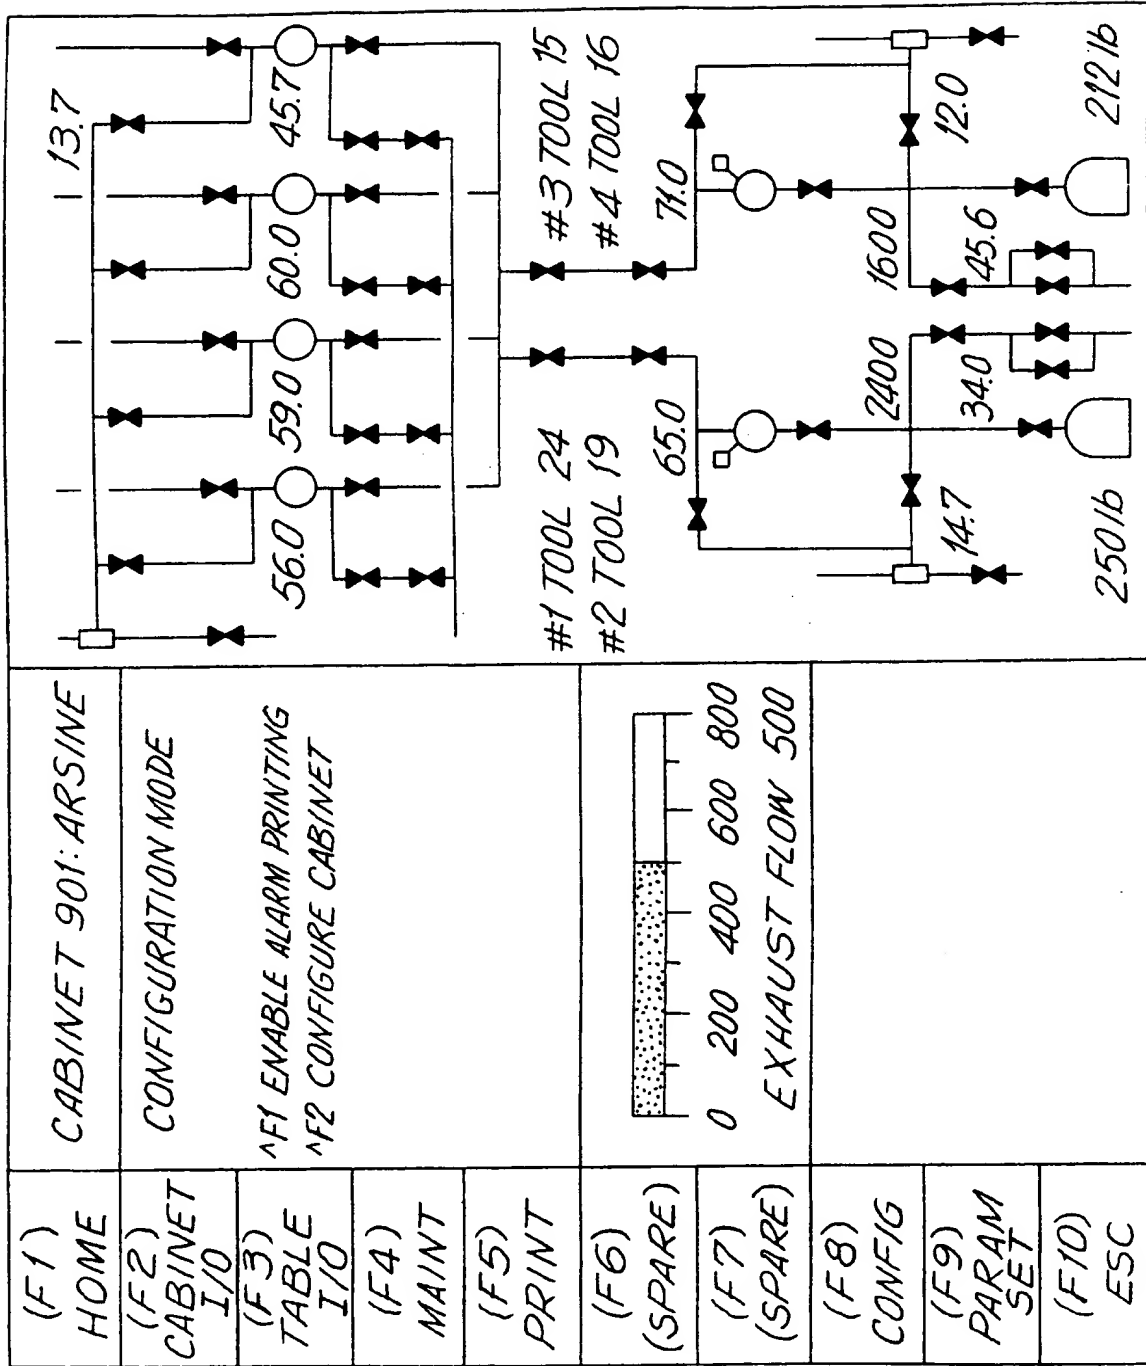 (F1)
HOME
(F2)
CABINET
I/O
(F3)
TABLE
I/O
(F4)
MAINT
(F5)
PRINT
(F6)
(SPARE)
(F7)
(SPARE)
(F8)
CONFIG
(F9)
PARAM
SET
(F10)
ESC
CABINET 901: ARSINE
CONFIGURATION MODE
^F1 ENABLE ALARM PRINTING
^F2 CONFIGURE CABINET
0 200 400 600 800
EXHAUST FLOW 500
13.7
56.0 59.0 60.0 45.7
#1 TOOL 24 #3 TOOL 15
#2 TOOL 19 #4 TOOL 16
65.0 71.0
2400 1600
14.7 34.0 45.6 12.0
250 lb 212 lb